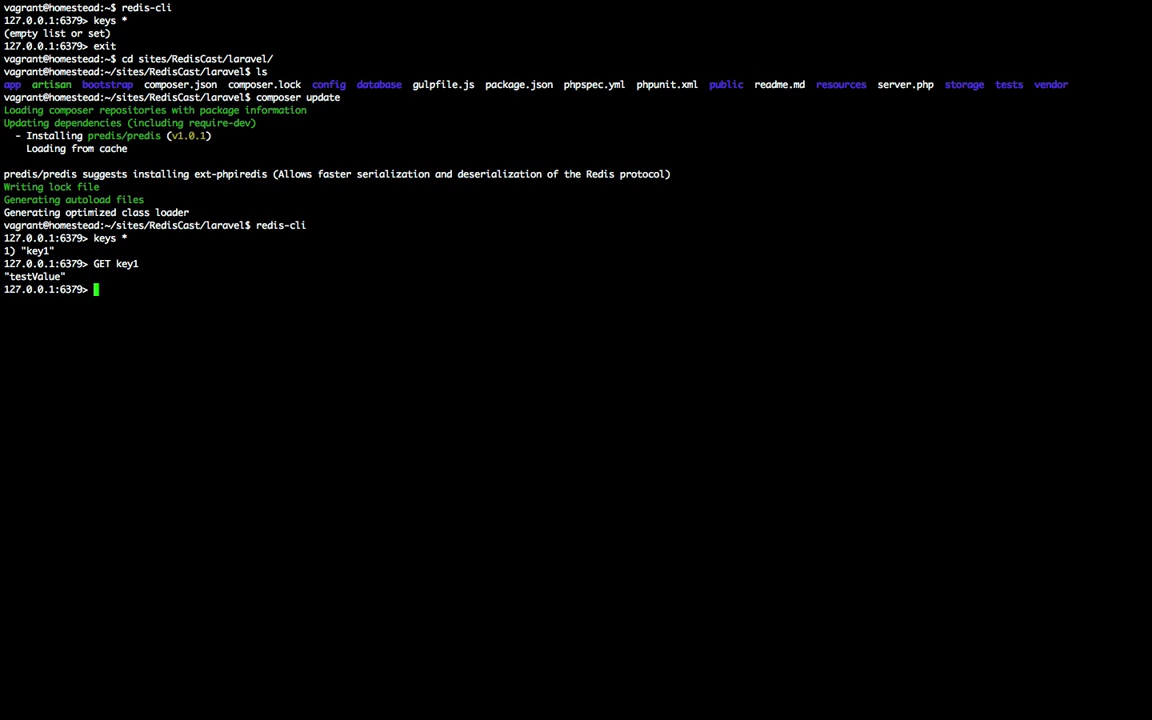 vagrant@homestead:~$ redis-cli
127.0.0.1:6379> keys *
(empty list or set)
127.0.0.1:6379> exit
vagrant@homestead:~$ cd sites/RedisCast/laravel/
vagrant@homestead:~/sites/RedisCast/laravel$ ls
app artisan bootstrap composer.json composer.lock config database gulpfile.js package.json phpspec.yml phpunit.xml public readme.md resources server.php storage tests vendor
vagrant@homestead:~/sites/RedisCast/laravel$ composer update
Loading composer repositories with package information
Updating dependencies (including require-dev)
- Installing predis/predis (v1.0.1)
Loading from cache
predis/predis suggests installing ext-phpiredis (Allows faster serialization and deserialization of the Redis protocol)
Writing lock file
Generating autoload files
Generating optimized class loader
vagrant@homestead:~/sites/RedisCast/laravel$ redis-cli
127.0.0.1:6379> keys *
1) "key1"
127.0.0.1:6379> GET key1
"testValue"
127.0.0.1:6379>